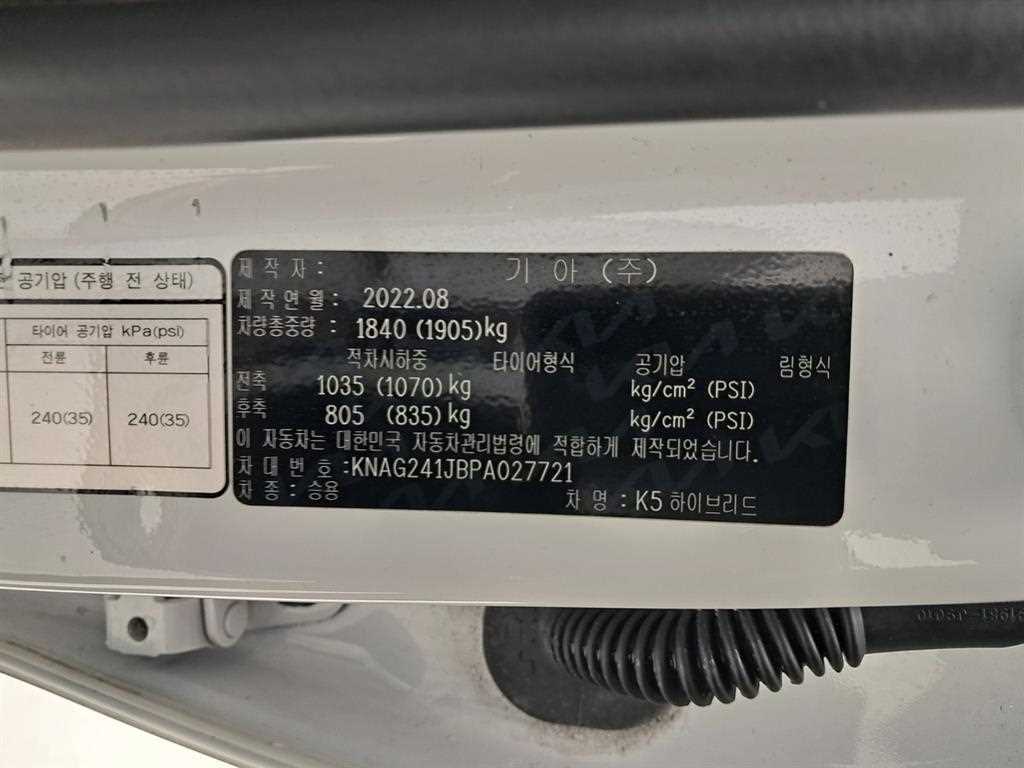 공기압 (주행 전 상태)
타이어 공기압 kPa(psi)
전륜 후륜
240(35) 240(35)
제작자 : 기아 (주)
제작연월 : 2022.08
차량총중량 : 1840 (1905)kg
적차시하중 타이어형식 공기압 림형식
전축 : 1035 (1070) kg kg/cm² (PSI)
후축 : 805 (835) kg kg/cm² (PSI)
이 자동차는 대한민국 자동차관리법령에 적합하게 제작되었습니다.
차대번호 : KNAG241JBPA027721
차종 : 승용 차명 : K5 하이브리드